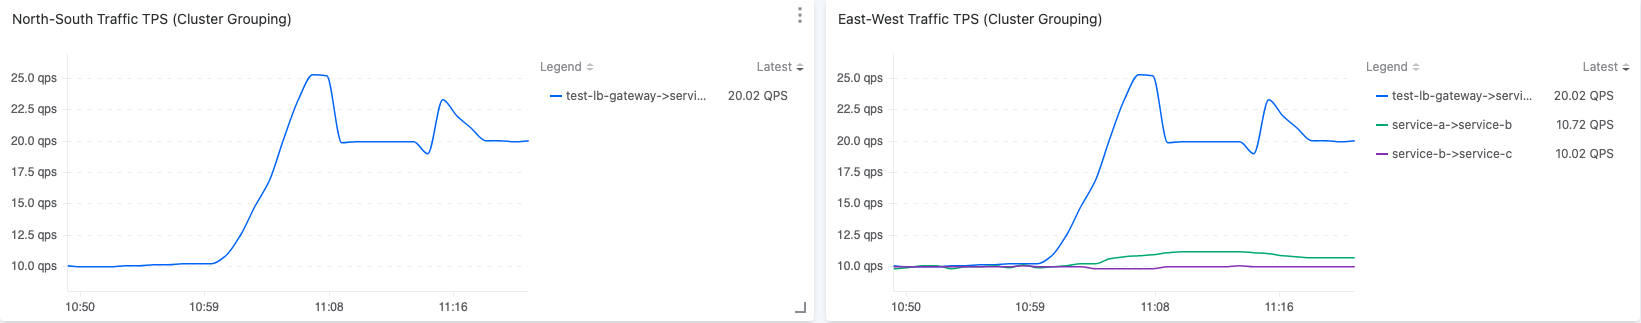 North-South Traffic TPS (Cluster Grouping)
25.0 qps
22.5 qps
20.0 qps
17.5 qps
15.0 qps
12.5 qps
10.0 qps
10:50
10:59
11:08
11:16
Legend Latest
test-lb-gateway->servi... 20.02 QPS
East-West Traffic TPS (Cluster Grouping)
25.0 qps
22.5 qps
20.0 qps
17.5 qps
15.0 qps
12.5 qps
10.0 qps
10:50
10:59
11:08
11:16
Legend Latest
test-lb-gateway->servi... 20.02 QPS
service-a->service-b 10.72 QPS
service-b->service-c 10.02 QPS